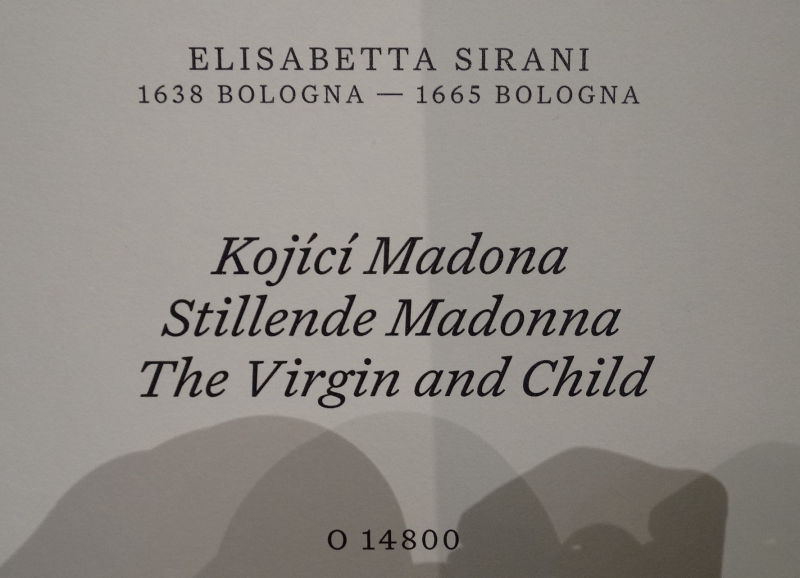 ELISABETTA SIRANI
1638 BOLOGNA — 1665 BOLOGNA
Kojící Madona
Stillende Madonna
The Virgin and Child
O 14800